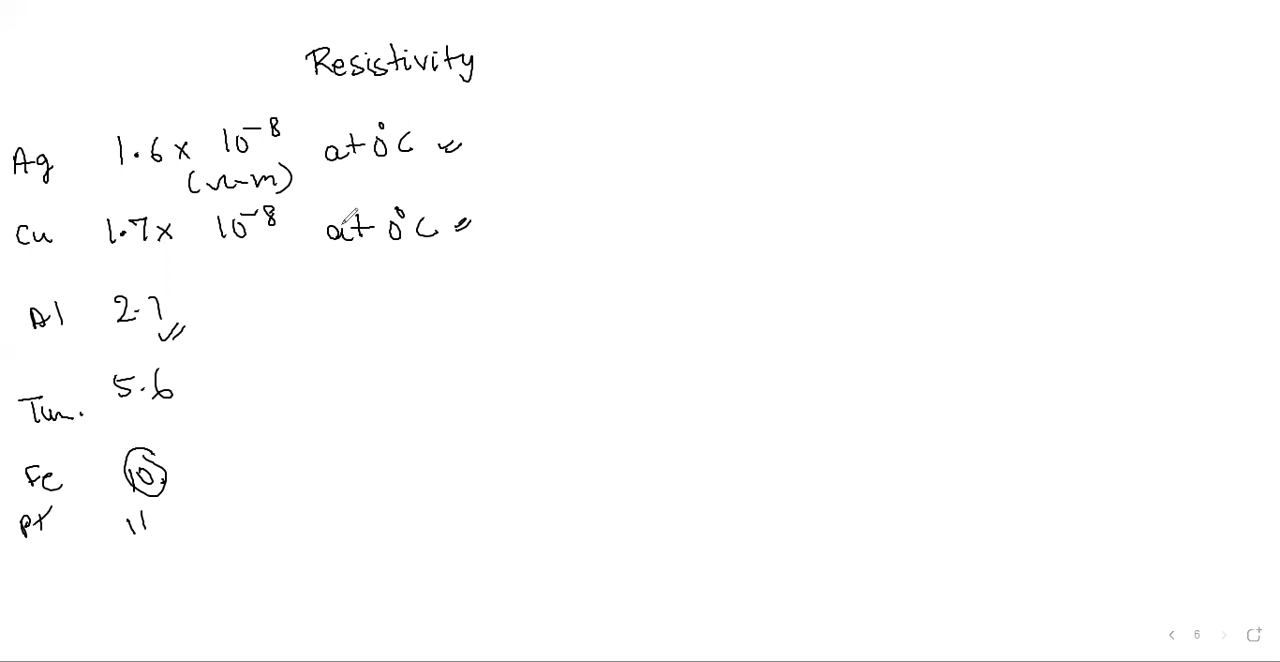 Resistivity
Ag 1.6 x 10⁻⁸ at 0°C
(Ω-m)
Cu 1.7 x 10⁻⁸ at 0°C
Al 2.7
Tun. 5.6
Fe 10.
Pt 11
6